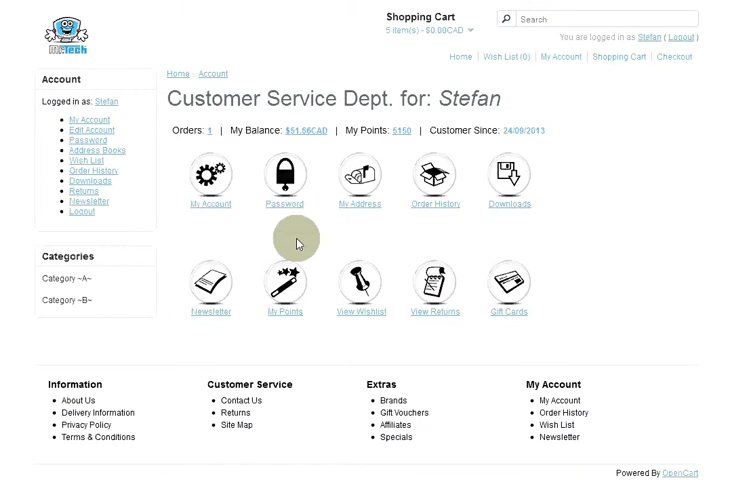 McTech
Shopping Cart
5 item(s) - $0.00CAD
Search
You are logged in as Stefan ( Logout )
Home Wish List (0) My Account Shopping Cart Checkout
Account
Logged in as: Stefan
My Account
Edit Account
Password
Address Books
Wish List
Order History
Downloads
Returns
Newsletter
Logout
Categories
Category ~A~
Category ~B~
Home » Account
Customer Service Dept. for: Stefan
Orders: 1 | My Balance: $51.66CAD | My Points: 5150 | Customer Since: 24/09/2013
My Account Password My Address Order History Downloads
Newsletter My Points View Wishlist View Returns Gift Cards
Information
About Us
Delivery Information
Privacy Policy
Terms & Conditions
Customer Service
Contact Us
Returns
Site Map
Extras
Brands
Gift Vouchers
Affiliates
Specials
My Account
My Account
Order History
Wish List
Newsletter
Powered By OpenCart